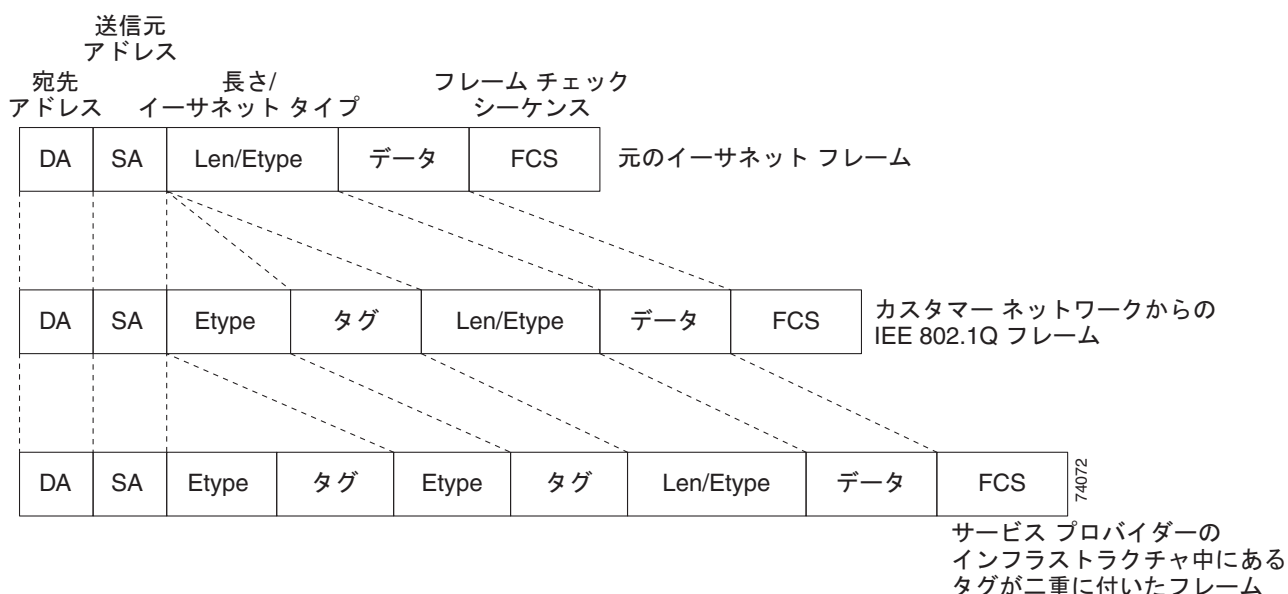 送信元
アドレス
宛先
アドレス
長さ/
イーサネット タイプ
フレーム チェック
シーケンス
DA SA Len/Etype データ FCS
元のイーサネット フレーム
DA SA Etype タグ Len/Etype データ FCS
カスタマー ネットワークからの
IEE 802.1Q フレーム
DA SA Etype タグ Etype タグ Len/Etype データ FCS
74072
サービス プロバイダーの
インフラストラクチャ中にある
タグが二重に付いたフレーム